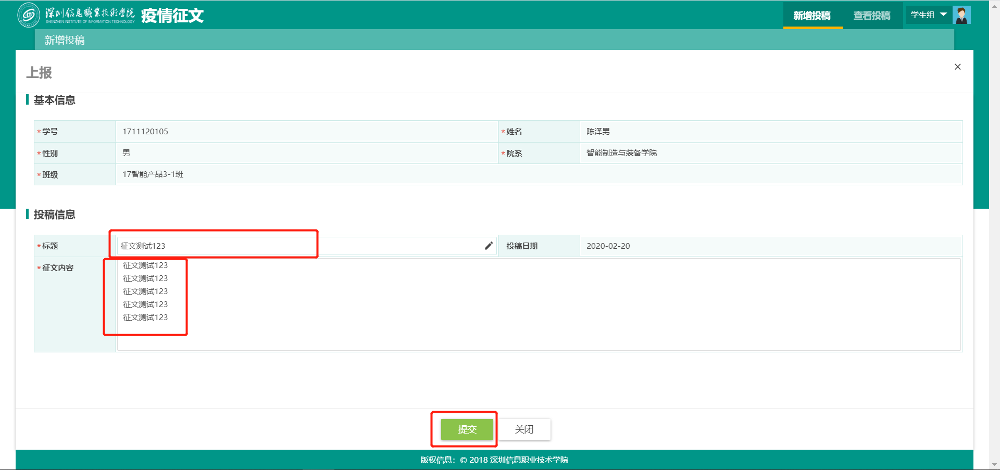 深圳信息職業技術學院 疫情征文
SHENZHEN INSTITUTE OF INFORMATION TECHNOLOGY
新增投稿 查看投稿 学生组
新增投稿
上报
基本信息
*学号 1711120105 *姓名 陈泽男
*性别 男 *院系 智能制造与装备学院
*班级 17智能产品3-1班
投稿信息
*标题 征文测试123 投稿日期 2020-02-20
*征文内容 征文测试123
征文测试123
征文测试123
征文测试123
征文测试123
提交 关闭
版权信息：© 2018 深圳信息职业技术学院